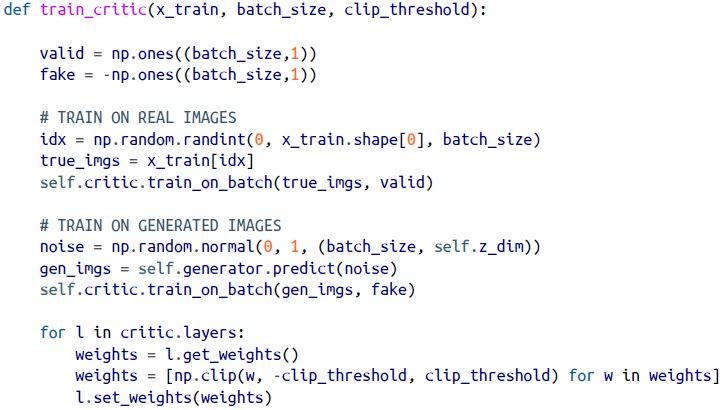 def train_critic(x_train, batch_size, clip_threshold):
valid = np.ones((batch_size,1))
fake = -np.ones((batch_size,1))
# TRAIN ON REAL IMAGES
idx = np.random.randint(0, x_train.shape[0], batch_size)
true_imgs = x_train[idx]
self.critic.train_on_batch(true_imgs, valid)
# TRAIN ON GENERATED IMAGES
noise = np.random.normal(0, 1, (batch_size, self.z_dim))
gen_imgs = self.generator.predict(noise)
self.critic.train_on_batch(gen_imgs, fake)
for l in critic.layers:
weights = l.get_weights()
weights = [np.clip(w, -clip_threshold, clip_threshold) for w in weights]
l.set_weights(weights)